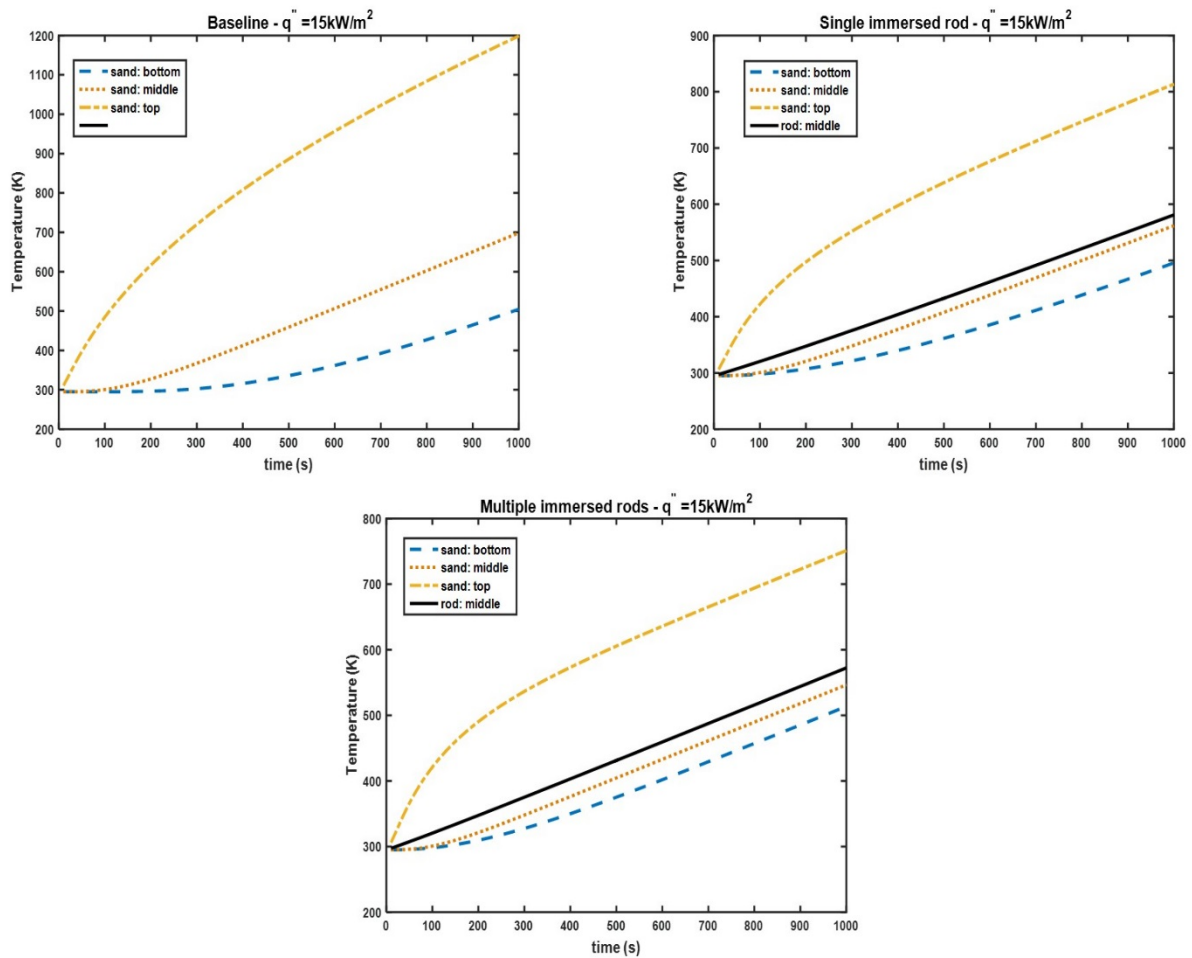 Baseline - q" =15kW/m²
1200
1100
1000
900
800
700
600
500
400
300
200
Temperature (K)
sand: bottom
sand: middle
sand: top
0 100 200 300 400 500 600 700 800 900 1000
time (s)
Single immersed rod - q" =15kW/m²
900
800
700
600
500
400
300
200
Temperature (K)
sand: bottom
sand: middle
sand: top
rod: middle
0 100 200 300 400 500 600 700 800 900 1000
time (s)
Multiple immersed rods - q" =15kW/m²
800
700
600
500
400
300
200
Temperature (K)
sand: bottom
sand: middle
sand: top
rod: middle
0 100 200 300 400 500 600 700 800 900 1000
time (s)